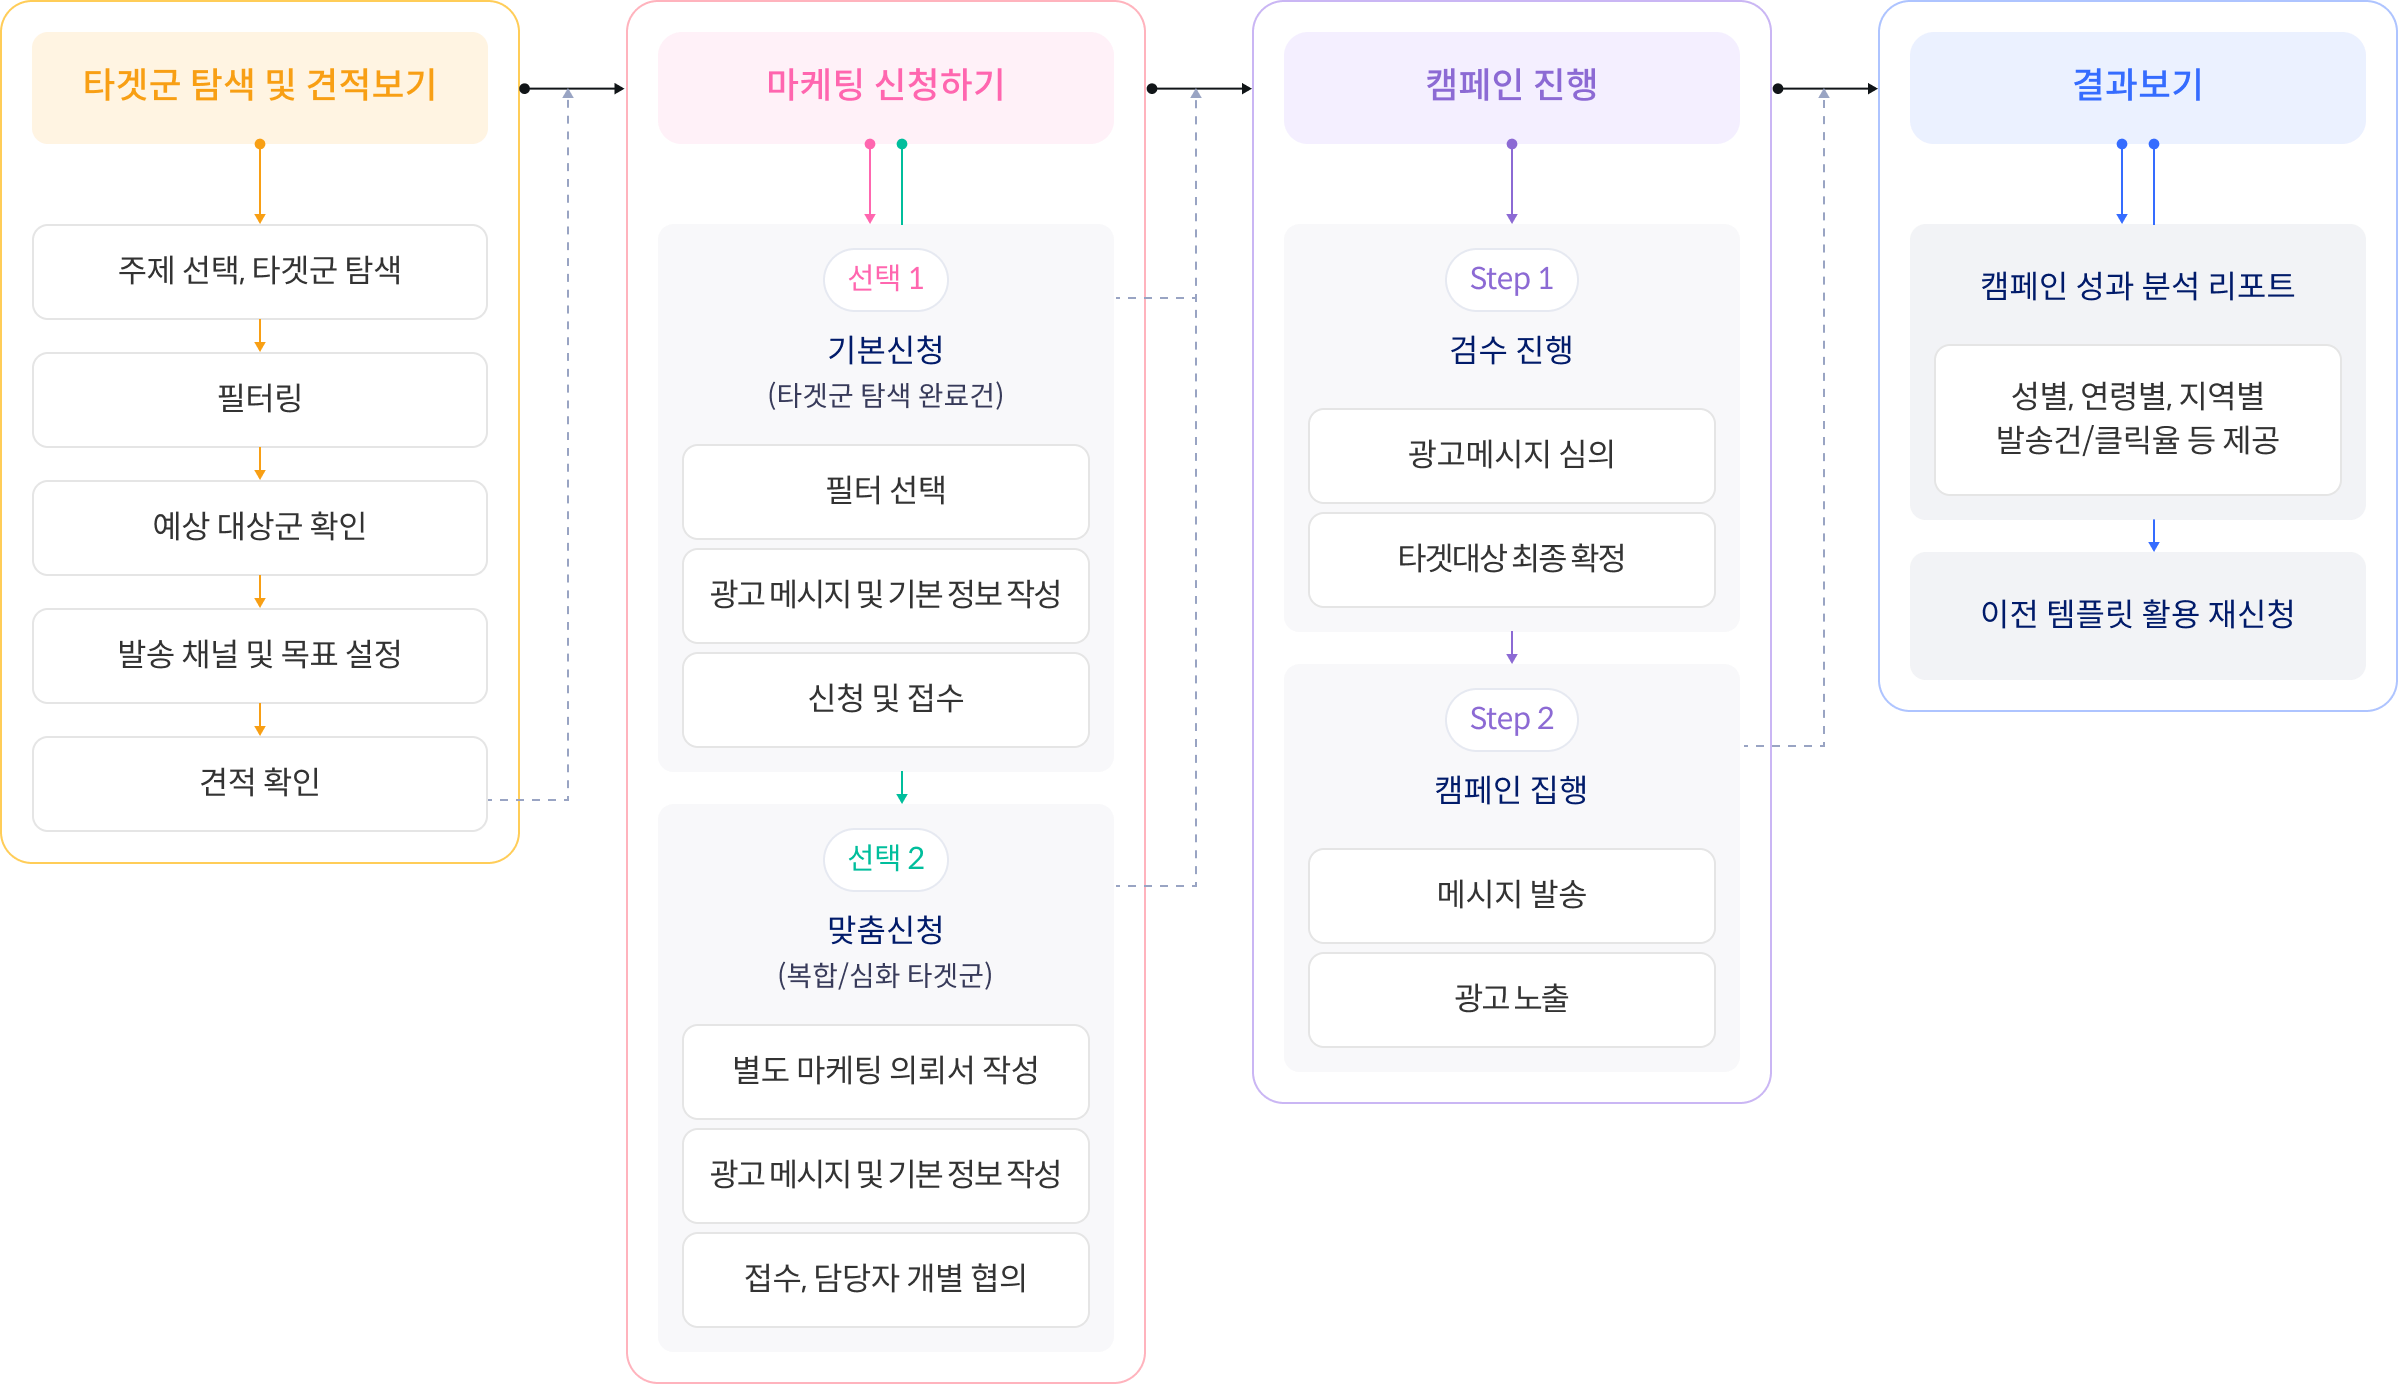 타겟군 탐색 및 견적보기
주제 선택, 타겟군 탐색
필터링
예상 대상군 확인
발송 채널 및 목표 설정
견적 확인
마케팅 신청하기
선택 1
기본신청
(타겟군 탐색 완료건)
필터 선택
광고 메시지 및 기본 정보 작성
신청 및 접수
선택 2
맞춤신청
(복합/심화 타겟군)
별도 마케팅 의뢰서 작성
광고 메시지 및 기본 정보 작성
접수, 담당자 개별 협의
캠페인 진행
Step 1
검수 진행
광고메시지 심의
타겟대상 최종 확정
Step 2
캠페인 집행
메시지 발송
광고 노출
결과보기
캠페인 성과 분석 리포트
성별, 연령별, 지역별
발송건/클릭율 등 제공
이전 템플릿 활용 재신청